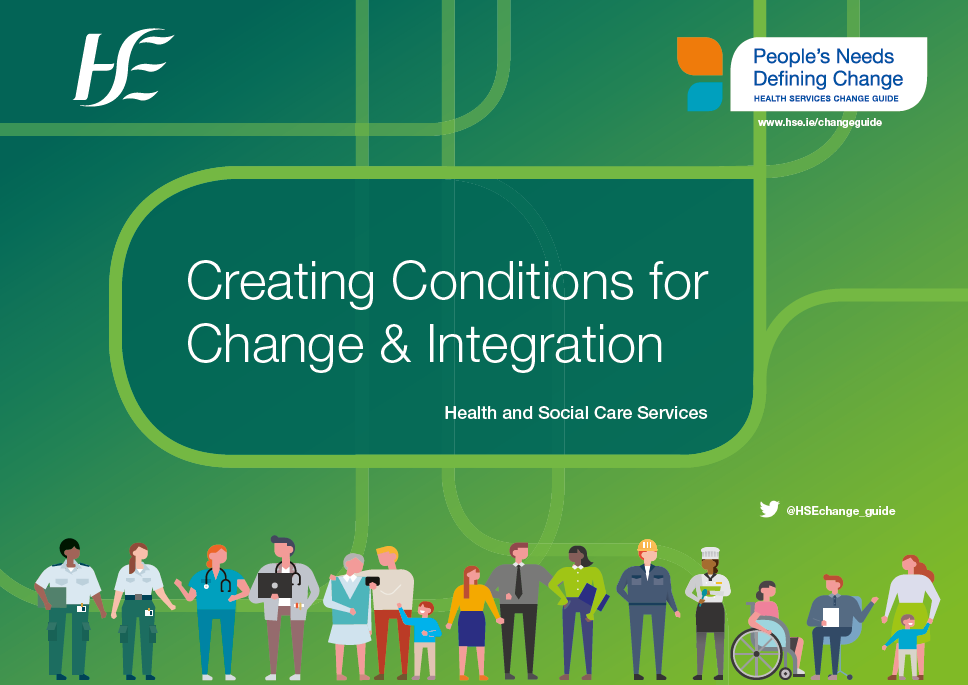 HSE
People's Needs
Defining Change
HEALTH SERVICES CHANGE GUIDE
www.hse.ie/changeguide
Creating Conditions for
Change & Integration
Health and Social Care Services
@HSEchange_guide